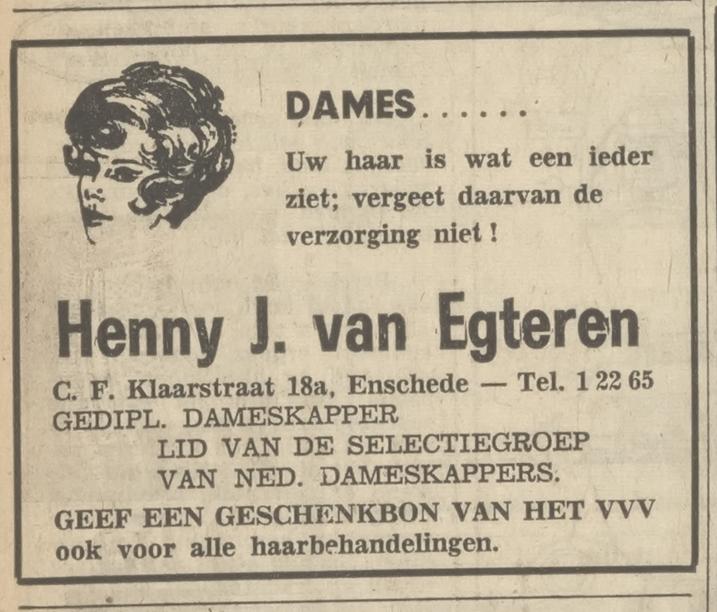 DAMES......
Uw haar is wat een ieder
ziet; vergeet daarvan de
verzorging niet!
Henny J. van Egteren
C. F. Klaarstraat 18a, Enschede — Tel. 1 22 65
GEDIPL. DAMESKAPPER
LID VAN DE SELECTIEGROEP
VAN NED. DAMESKAPPERS.
GEEF EEN GESCHENKBON VAN HET VVV
ook voor alle haarbehandelingen.